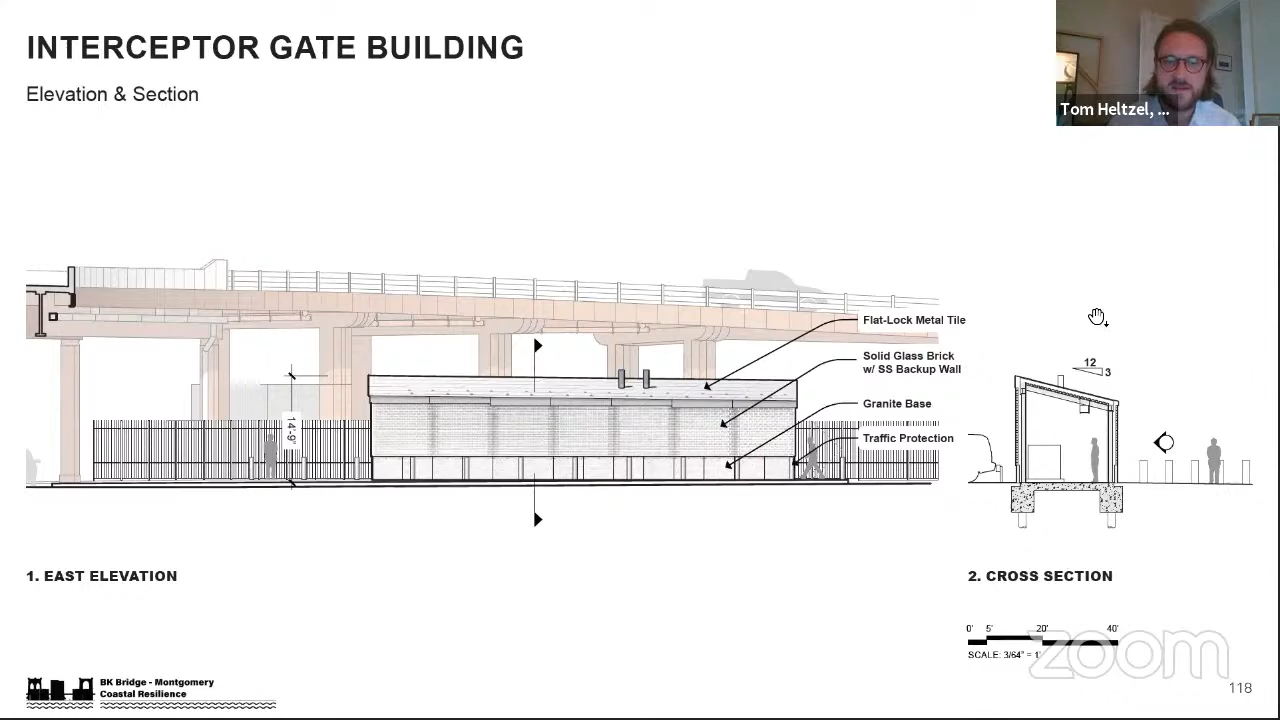 INTERCEPTOR GATE BUILDING
Elevation & Section
Tom Heltzel, ...
Flat-Lock Metal Tile
Solid Glass Brick
w/ SS Backup Wall
Granite Base
Traffic Protection
14'-9"
12
3
1. EAST ELEVATION
2. CROSS SECTION
0' 5' 20' 40'
SCALE: 3/64" = 1'
zoom
BK Bridge - Montgomery
Coastal Resilience
118